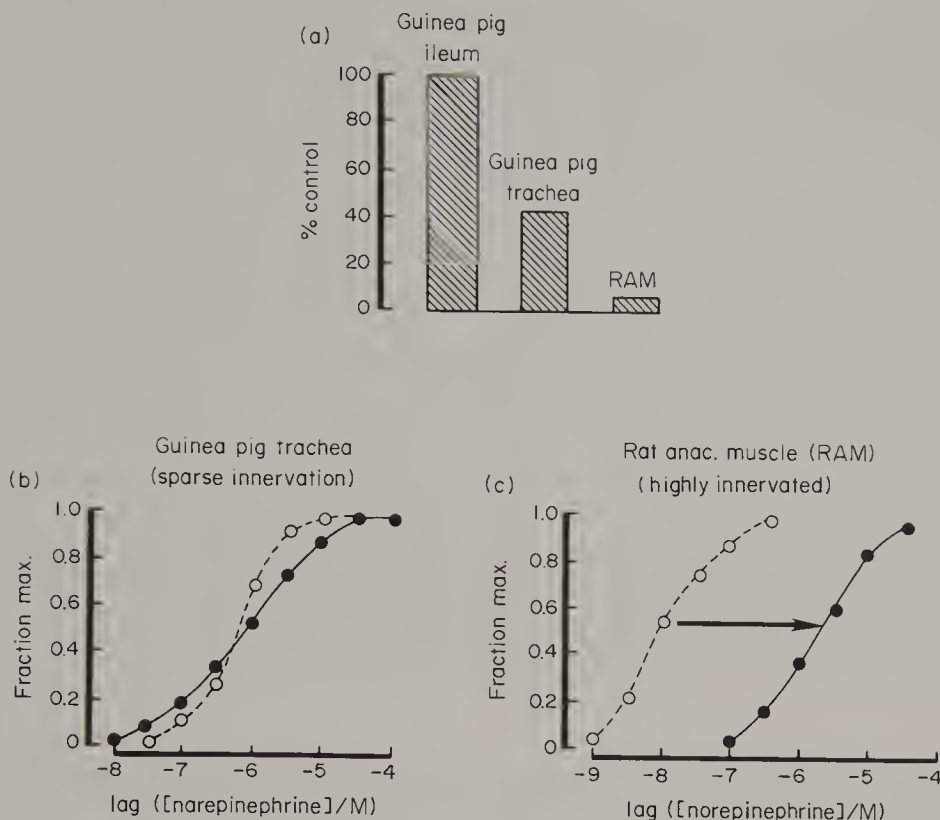 (a)
Guinea pig
ileum
% control
100
80
60
40
20
0
Guinea pig
trachea
RAM
(b)
Guinea pig trachea
(sparse innervation)
Fraction max.
1.0
0.8
0.6
0.4
0.2
0
-8 -7 -6 -5 -4
lag ([narepinephrine]/M)
(c)
Rat anac. muscle (RAM)
(highly innervated)
Fraction max.
1.0
0.8
0.6
0.4
0.2
0
-9 -8 -7 -6 -5 -4
lag ([norepinephrine]/M)